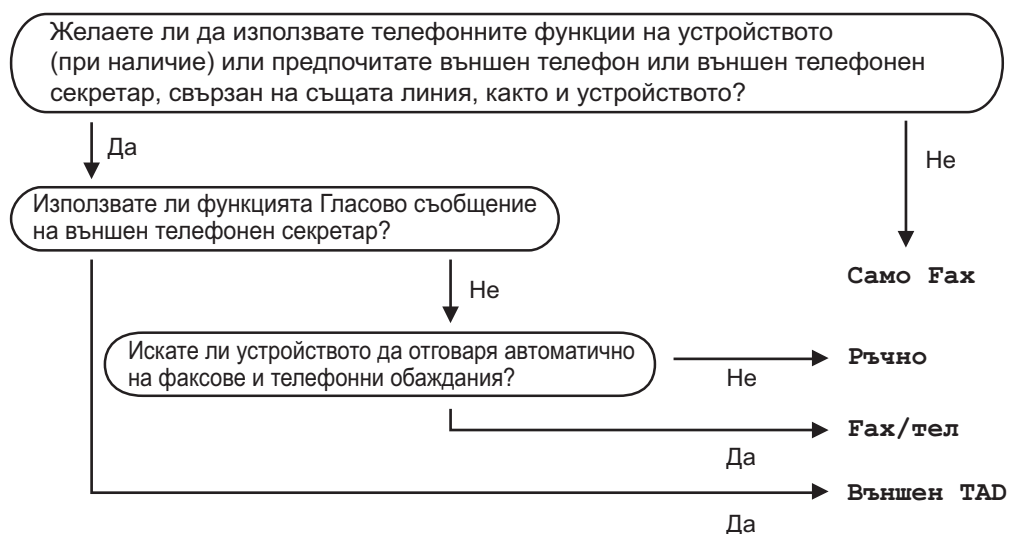 Желаете ли да използвате телефонните функции на устройството
(при наличие) или предпочитате външен телефон или външен телефонен
секретар, свързан на същата линия, както и устройството?
Да
Не
Използвате ли функцията Гласово съобщение
на външен телефонен секретар?
Не
Само Fax
Искате ли устройството да отговаря автоматично
на факсове и телефонни обаждания?
Не
Ръчно
Да
Fax/тел
Да
Външен TAD